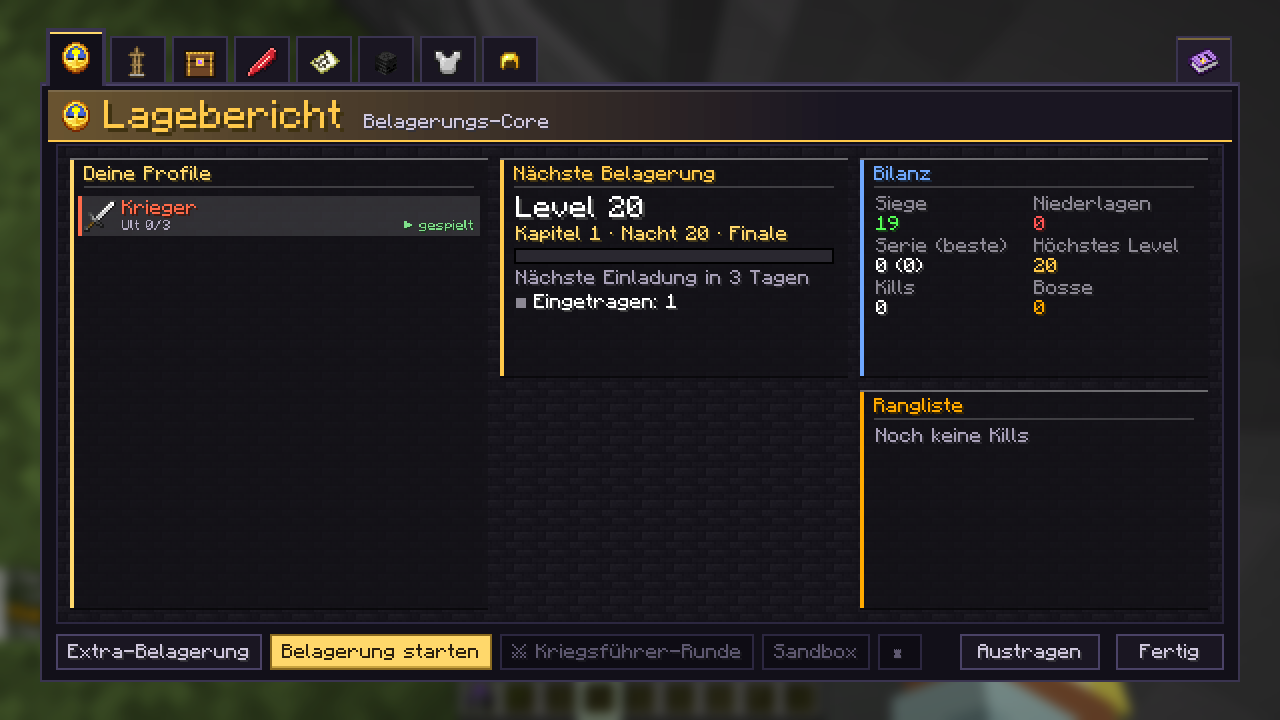 Lagebericht Belagerungs-Core
Deine Profile
Krieger
Ult 0/3
▶ gespielt
Nächste Belagerung
Level 20
Kapitel 1 · Nacht 20 · Finale
Nächste Einladung in 3 Tagen
Eingetragen: 1
Bilanz
Siege Niederlagen
19 0
Serie (beste) Höchstes Level
0 (0) 20
Kills Bosse
0 0
Rangliste
Noch keine Kills
Extra-Belagerung Belagerung starten ⚔ Kriegsführer-Runde Sandbox Austragen Fertig